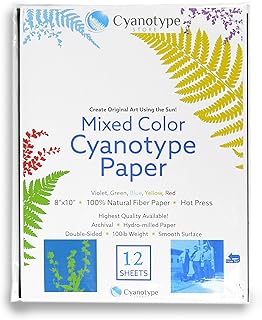 Cyanotype
STORE
Create Original Art Using the Sun!
Mixed Color
Cyanotype
Paper
Violet, Green, Blue, Yellow, Red
8"x10" • 100% Natural Fiber Paper • Hot Press
Highest Quality Available!
Archival • Hydro-milled Paper
Double-Sided • 100lb Weight • Smooth Surface
12
SHEETS
Cyanotype